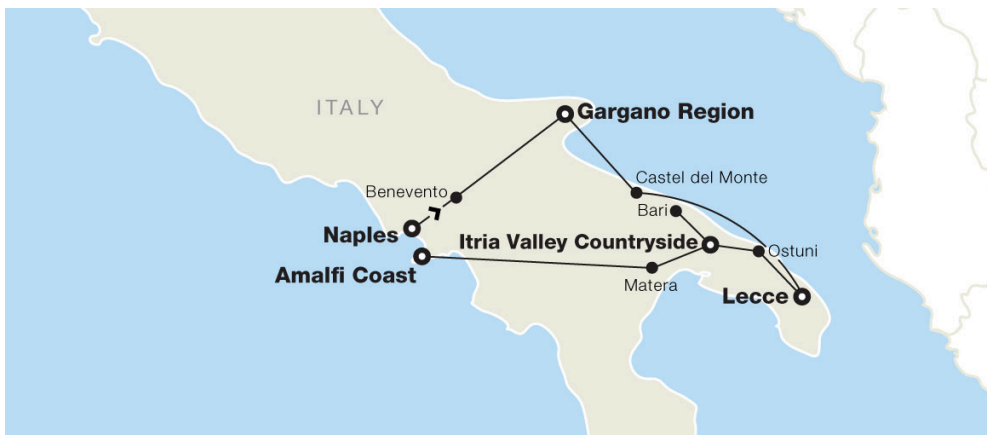 ITALY
Gargano Region
Castel del Monte
Benevento
Bari
Naples
Itria Valley Countryside
Ostuni
Amalfi Coast
Matera
Lecce